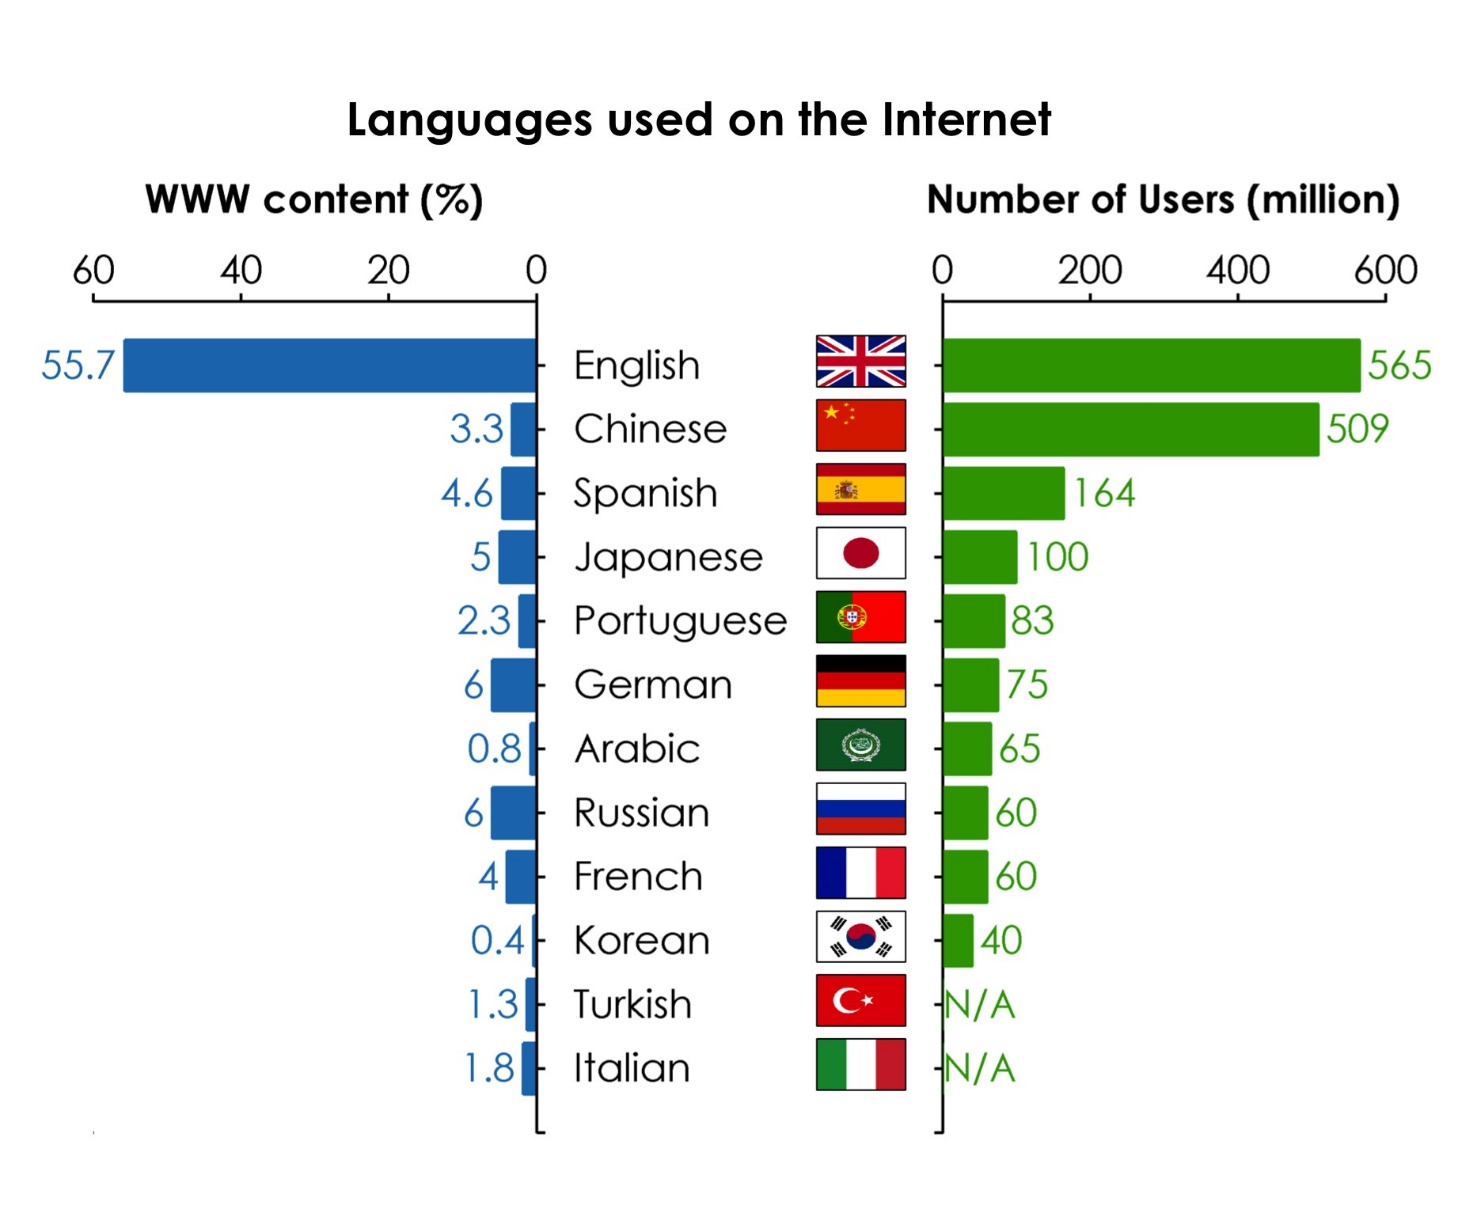 Languages used on the Internet
WWW content (%) Number of Users (million)
60 40 20 0 0 200 400 600
55.7 English 565
3.3 Chinese 509
4.6 Spanish 164
5 Japanese 100
2.3 Portuguese 83
6 German 75
0.8 Arabic 65
6 Russian 60
4 French 60
0.4 Korean 40
1.3 Turkish N/A
1.8 Italian N/A